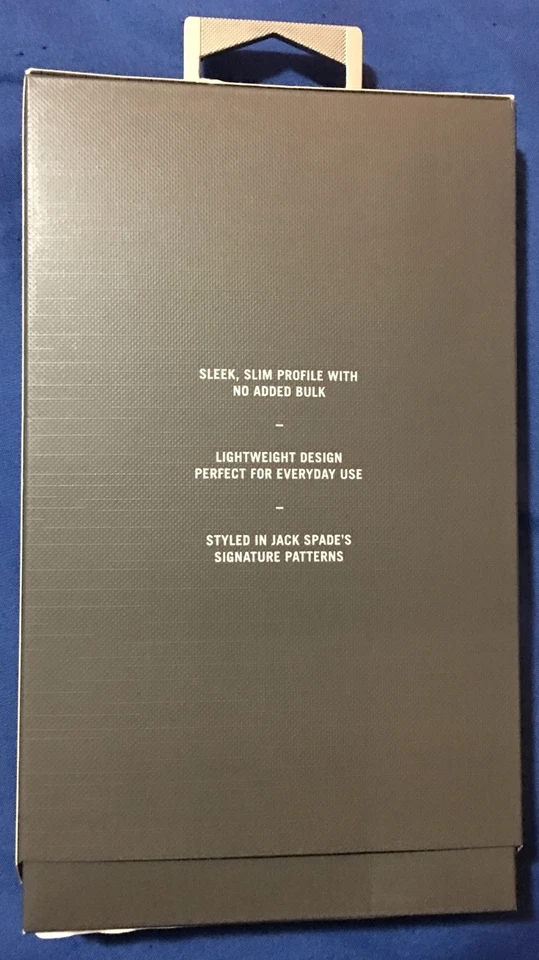 SLEEK, SLIM PROFILE WITH
NO ADDED BULK
–
LIGHTWEIGHT DESIGN
PERFECT FOR EVERYDAY USE
–
STYLED IN JACK SPADE'S
SIGNATURE PATTERNS